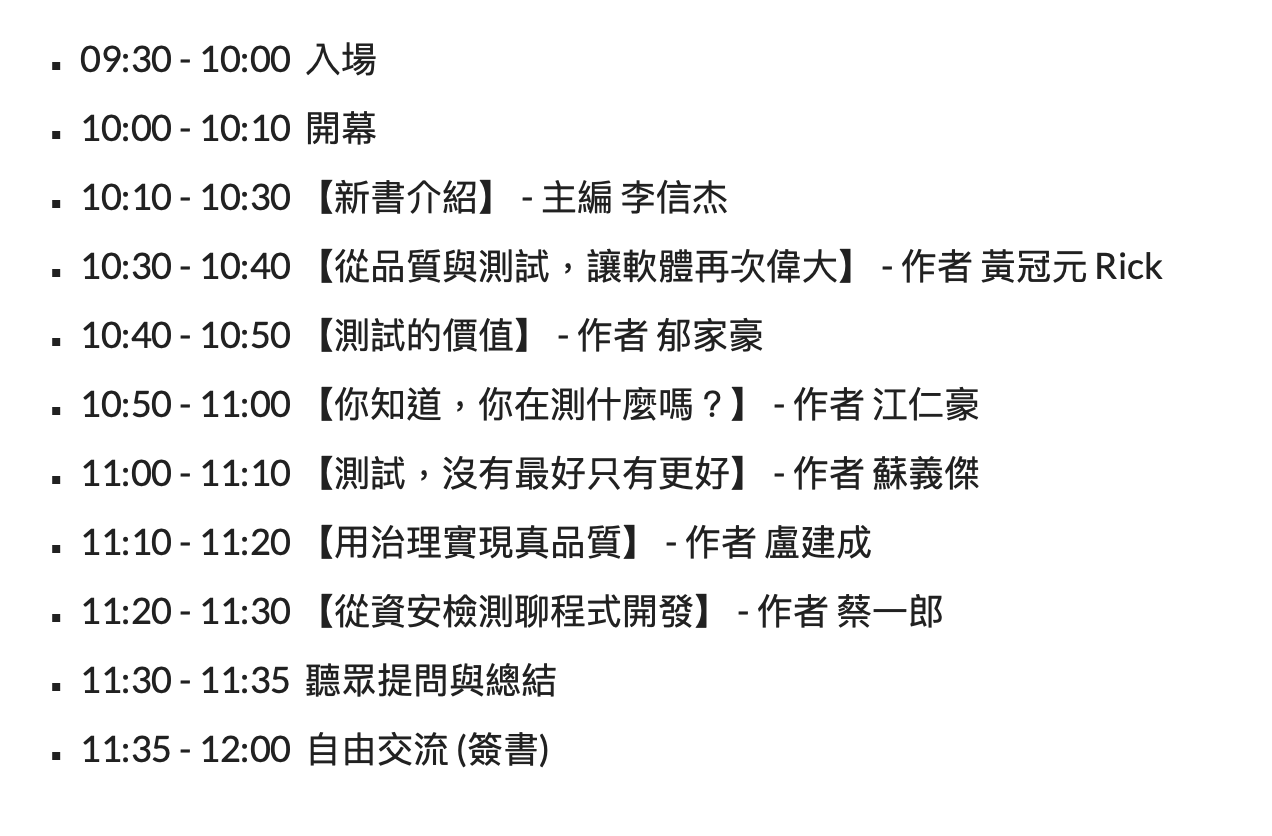 ▪ 09:30 - 10:00 入場
▪ 10:00 - 10:10 開幕
▪ 10:10 - 10:30 【新書介紹】 - 主編 李信杰
▪ 10:30 - 10:40 【從品質與測試，讓軟體再次偉大】 - 作者 黃冠元 Rick
▪ 10:40 - 10:50 【測試的價值】 - 作者 郁家豪
▪ 10:50 - 11:00 【你知道，你在測什麼嗎？】 - 作者 江仁豪
▪ 11:00 - 11:10 【測試，沒有最好只有更好】 - 作者 蘇義傑
▪ 11:10 - 11:20 【用治理實現真品質】 - 作者 盧建成
▪ 11:20 - 11:30 【從資安檢測聊程式開發】 - 作者 蔡一郎
▪ 11:30 - 11:35 聽眾提問與總結
▪ 11:35 - 12:00 自由交流 (簽書)